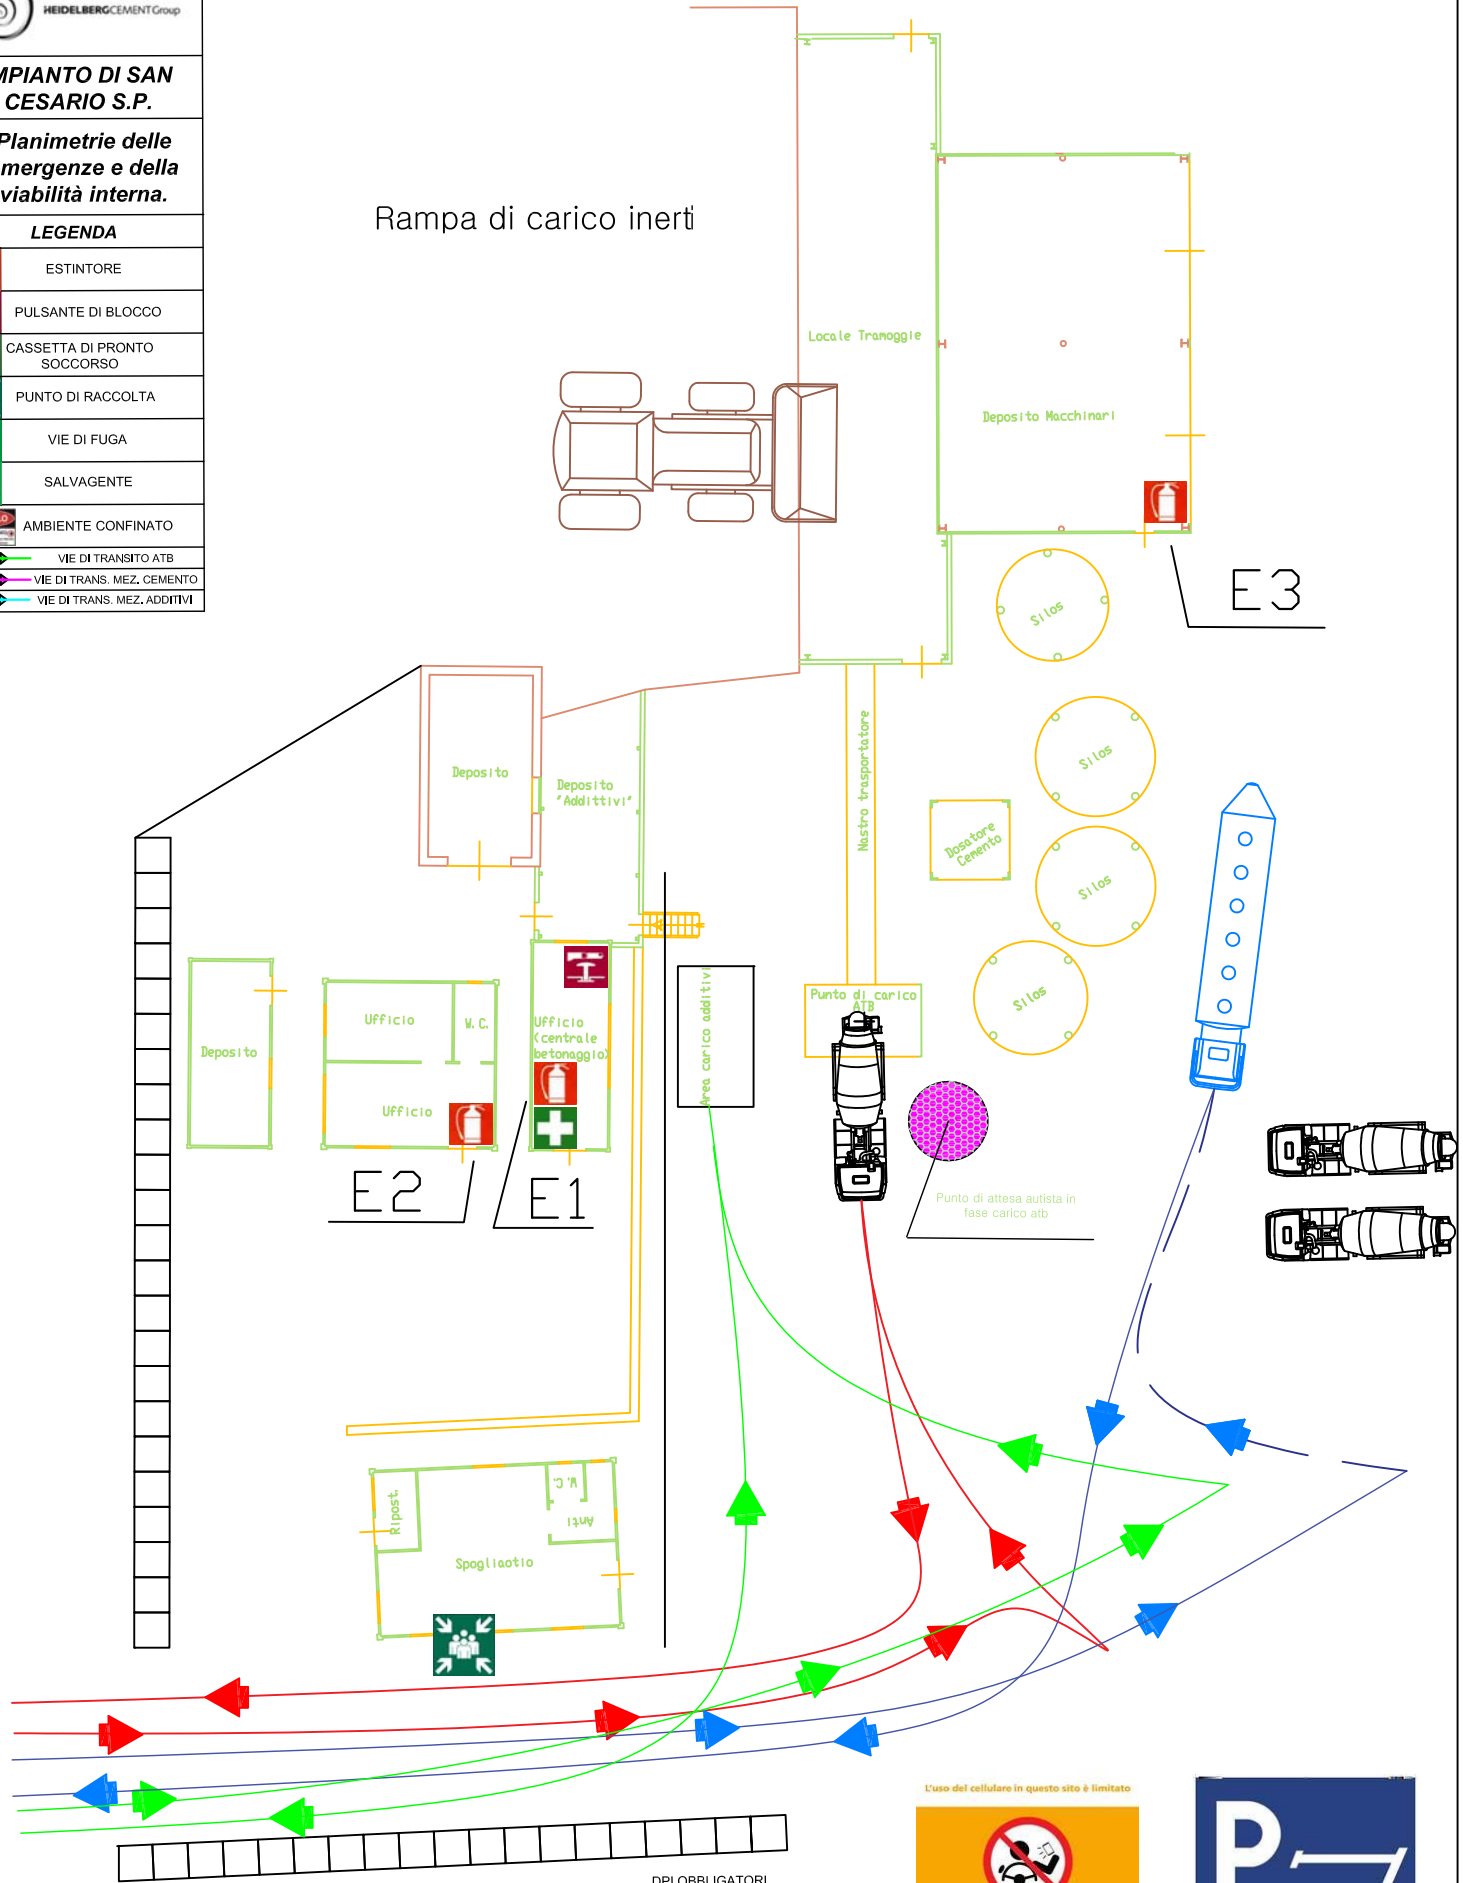 HEIDELBERGCEMENT Group
MPIANTO DI SAN
CESARIO S.P.
Planimetrie delle
mergenze e della
viabilità interna.
LEGENDA
ESTINTORE
PULSANTE DI BLOCCO
CASSETTA DI PRONTO
SOCCORSO
PUNTO DI RACCOLTA
VIE DI FUGA
SALVAGENTE
AMBIENTE CONFINATO
VIE DI TRANSITO ATB
VIE DI TRANS. MEZ. CEMENTO
VIE DI TRANS. MEZ. ADDITIVI
Rampa di carico inerti
Locale Tramoggie
Deposito Macchinari
E3
Silos
Nastro trasportatore
Silos
Deposito
Deposito
"Addittivi"
Dosatore
Cemento
Silos
Silos
Punto di carico
ATB
Area carico additivi
Ufficio
W.C.
Ufficio
(centrale
betonaggio)
Deposito
Ufficio
E2
E1
Punto di attesa autista in
fase carico atb
Ripost.
W.C.
Anti
Spogliaotio
L'uso del cellulare in questo sito è limitato
P
DPI OBBLIGATORI